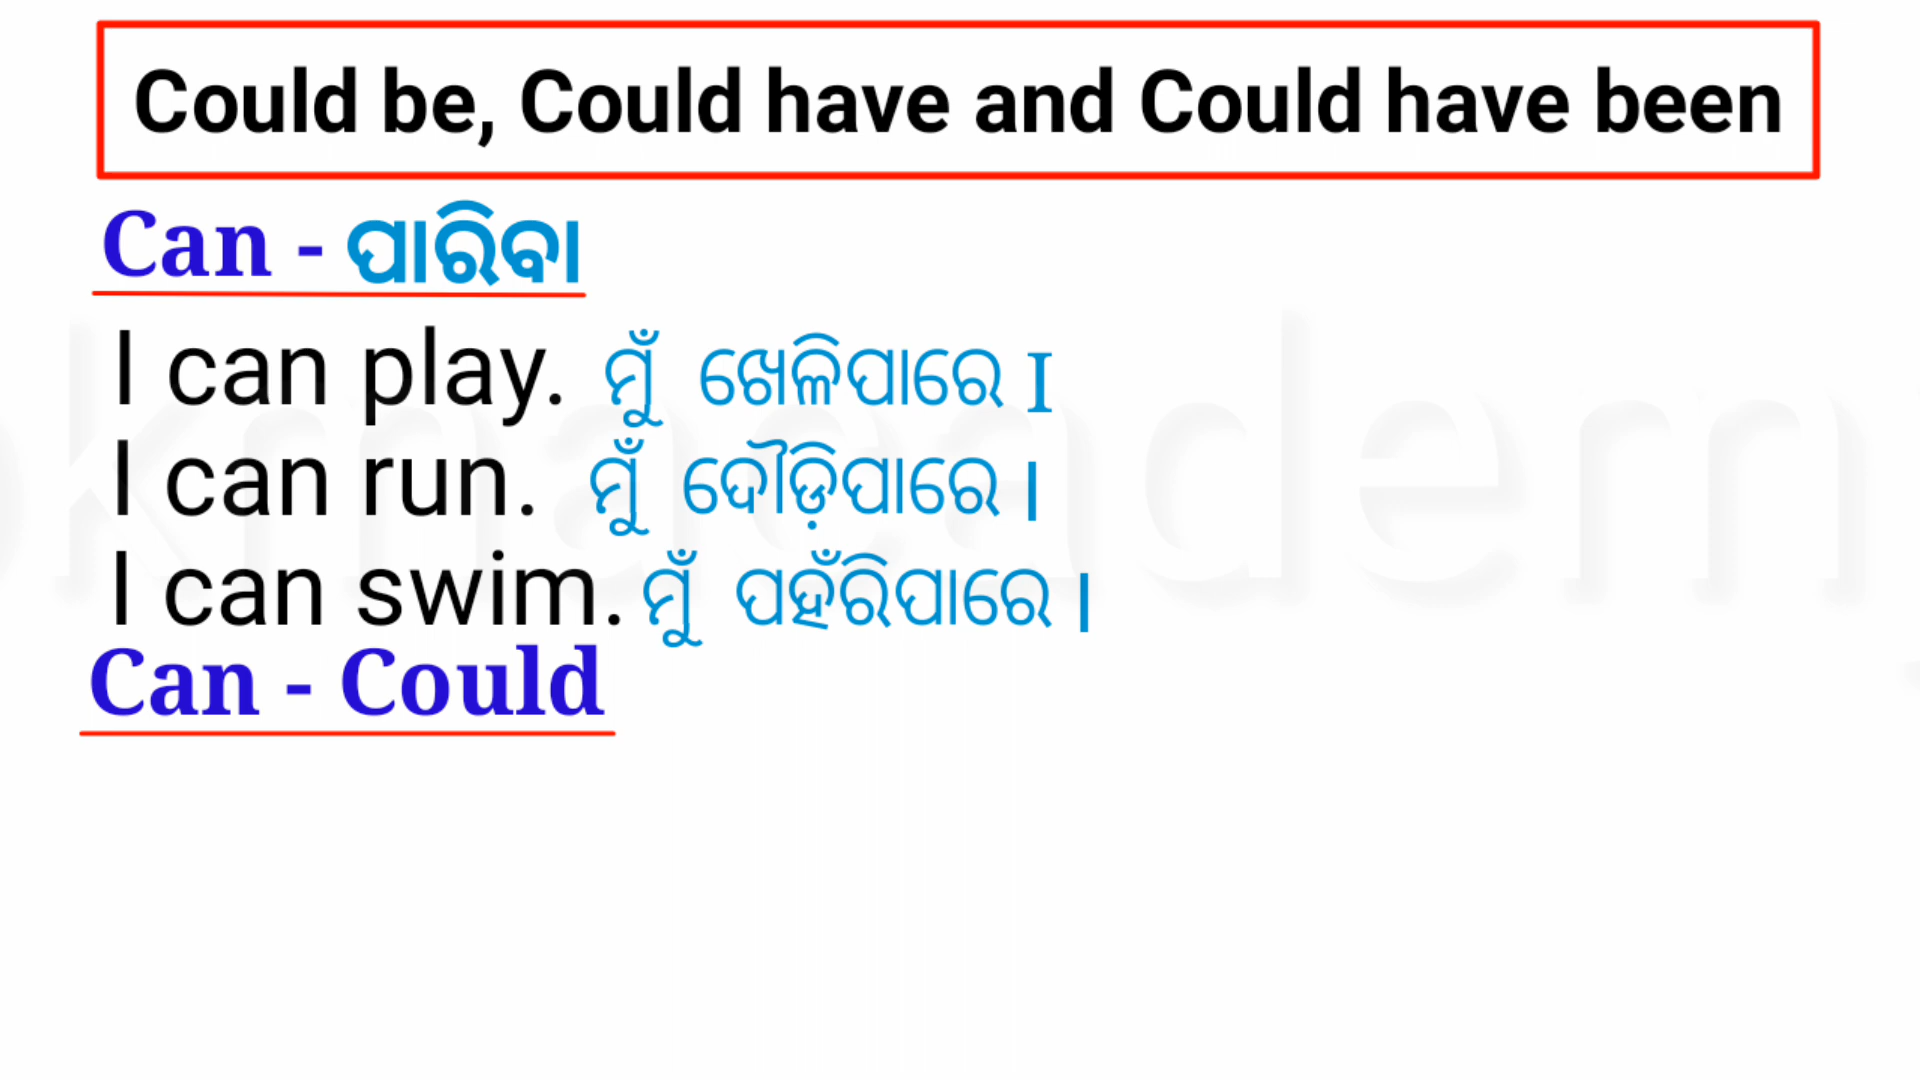 Could be, Could have and Could have been
Can - ପାରିବା
I can play. ମୁଁ ଖେଳିପାରେ I
I can run. ମୁଁ ଦୌଡ଼ିପାରେ |
I can swim. ମୁଁ ପହଁରିପାରେ |
Can - Could